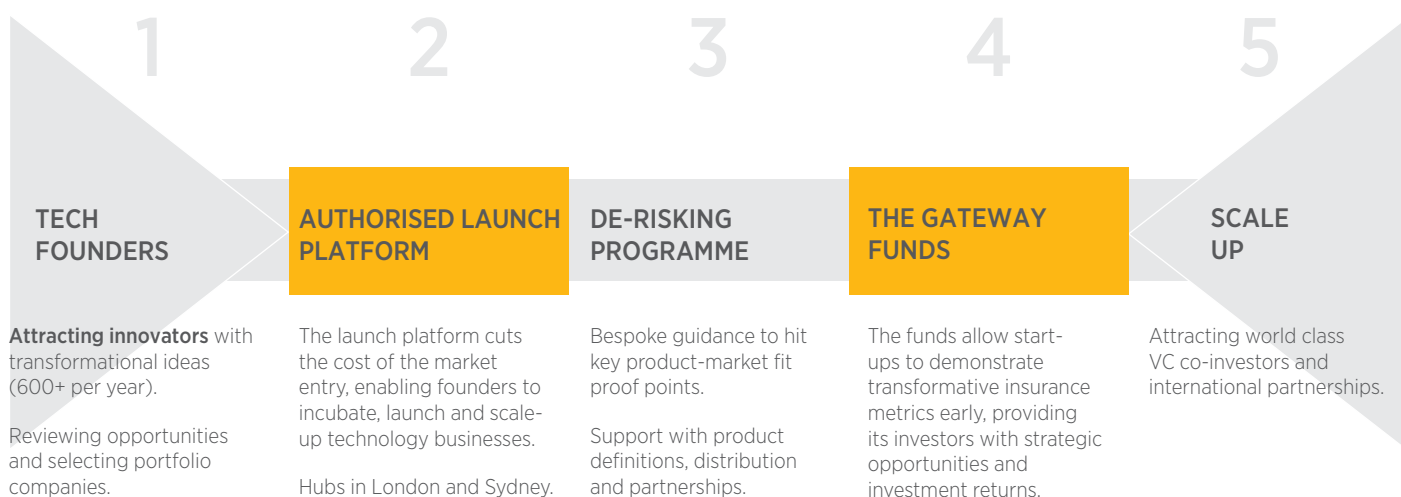 1
2
3
4
5
TECH
FOUNDERS
AUTHORISED LAUNCH
PLATFORM
DE-RISKING
PROGRAMME
THE GATEWAY
FUNDS
SCALE
UP
Attracting innovators with
transformational ideas
(600+ per year).
Reviewing opportunities
and selecting portfolio
companies.
The launch platform cuts
the cost of the market
entry, enabling founders to
incubate, launch and scale-
up technology businesses.
Hubs in London and Sydney.
Bespoke guidance to hit
key product-market fit
proof points.
Support with product
definitions, distribution
and partnerships.
The funds allow start-
ups to demonstrate
transformative insurance
metrics early, providing
its investors with strategic
opportunities and
investment returns.
Attracting world class
VC co-investors and
international partnerships.